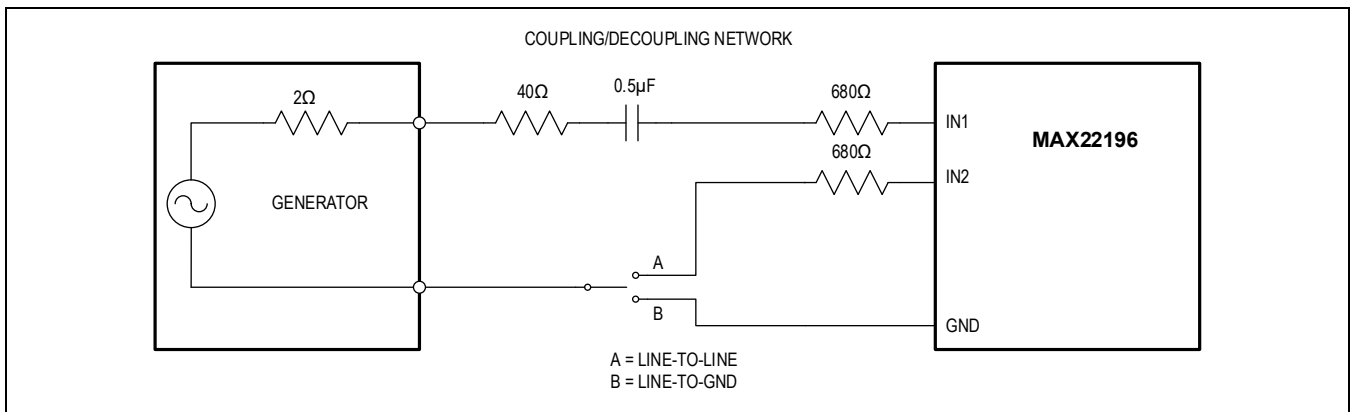 COUPLING/DECOUPLING NETWORK
2Ω
40Ω
0.5µF
680Ω
IN1
MAX22196
680Ω
IN2
GENERATOR
A
B
GND
A = LINE-TO-LINE
B = LINE-TO-GND